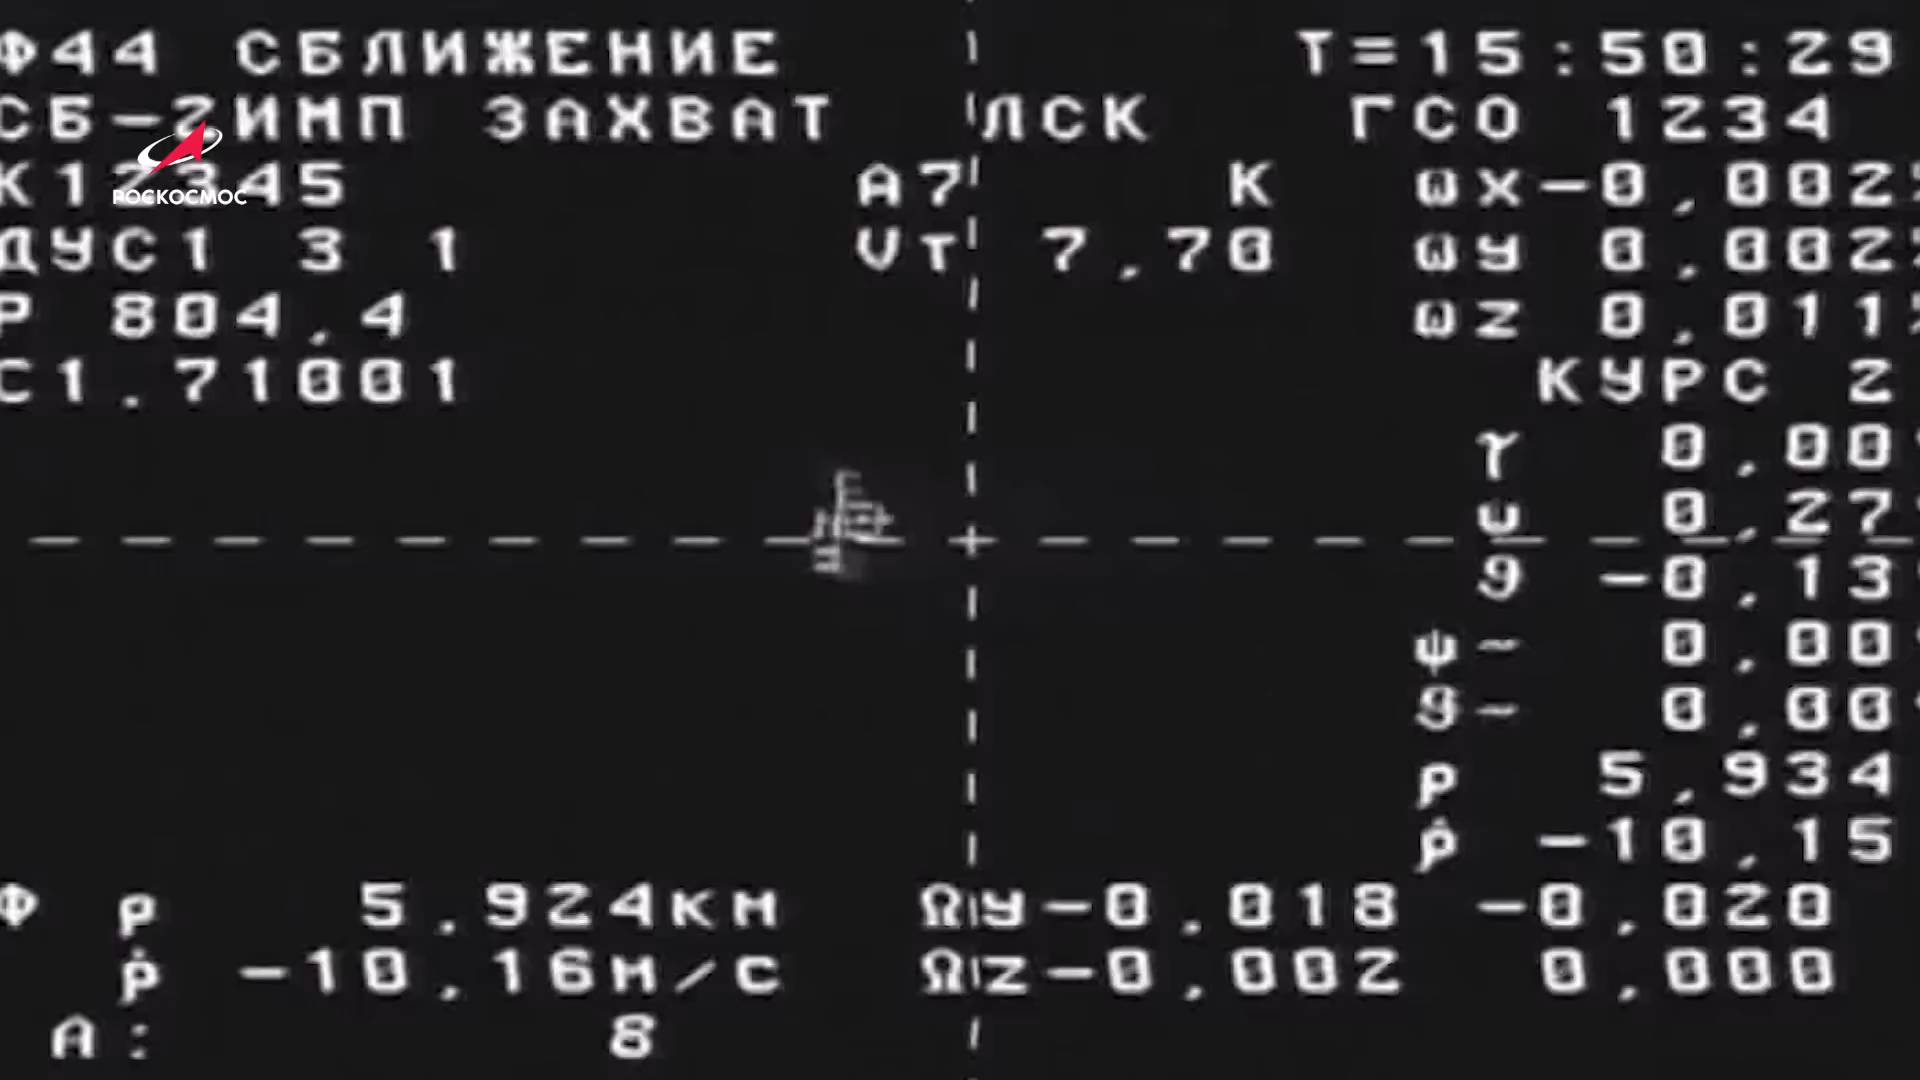 Ф44 СБЛИЖЕНИЕ T=15:50:29
СБ-2ИМП ЗАХВАТ ЛСК ГСО 1234
РОСКОСМОС
К12345 А7 К ωx-0,002
ДУС1 3 1 Vт 7,70 ωy 0,002
Р 804,4 ωz 0,011
С1.71001 КУРС 2
γ 0,00
0,27
ϑ -0,13
ψ~ 0,00
ϑ~ 0,00
ρ 5,934
ρ̇ -10,15
Ф ρ 5,924км Ωy-0,018 -0,020
ρ̇ -10,16м/с Ωz-0,002 0,000
А: 8